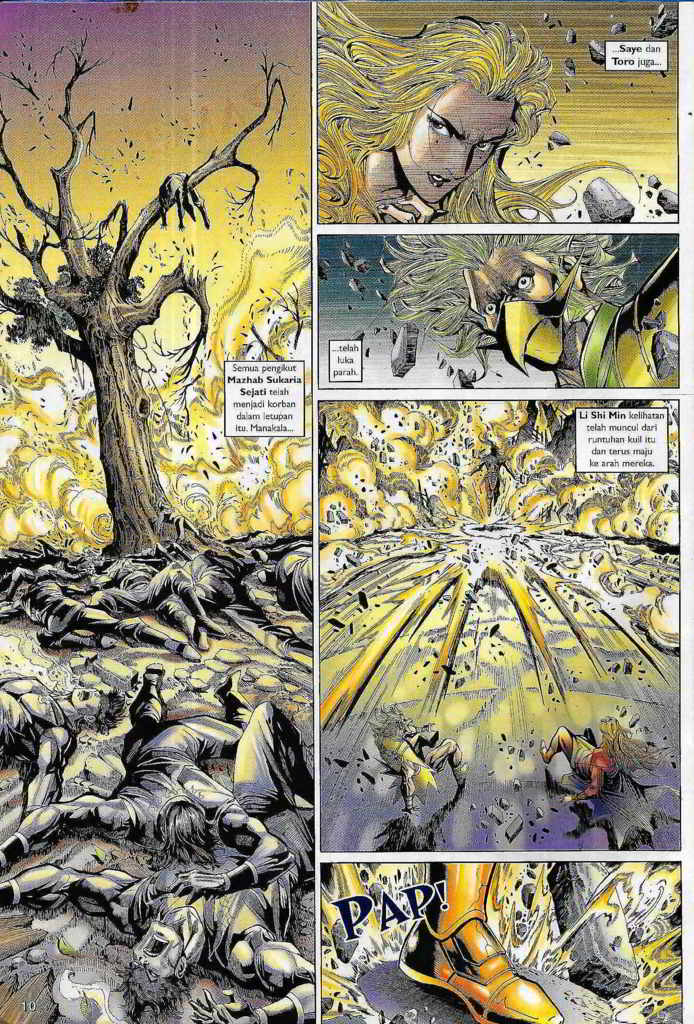 Semua pengikut
Mazhab Sukaria
Sejati telah
menjadi korban
dalam letupan
itu. Manakala...
...Saye dan
Toro juga...
...telah
luka
parah.
Li Shi Min kelihatan
telah muncul dari
runtuhan kuil itu
dan terus maju
ke arah mereka.
PAP!
10